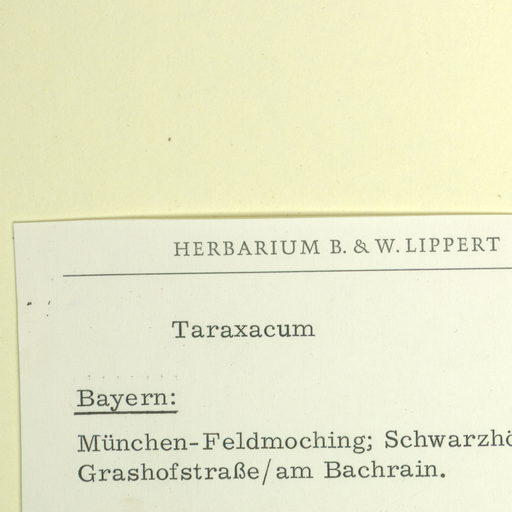 HERBARIUM B. & W. LIPPERT
Taraxacum
Bayern:
München-Feldmoching; Schwarzhö
Grashofstraße/am Bachrain.